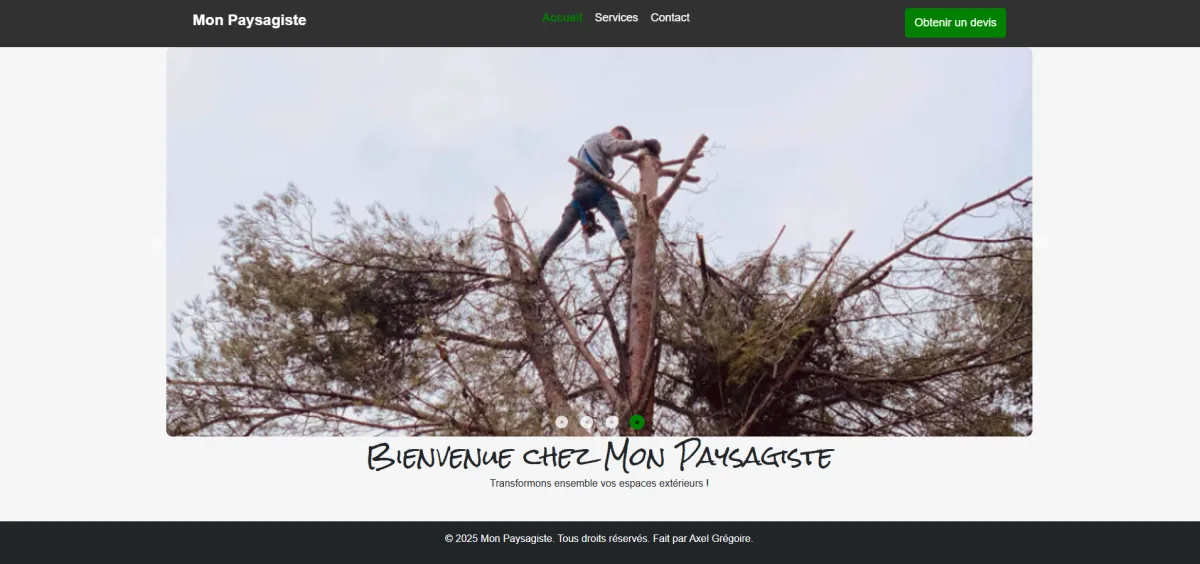 Mon Paysagiste
Accueil Services Contact
Obtenir un devis
Bienvenue chez Mon Paysagiste
Transformons ensemble vos espaces extérieurs !
© 2025 Mon Paysagiste. Tous droits réservés. Fait par Axel Grégoire.